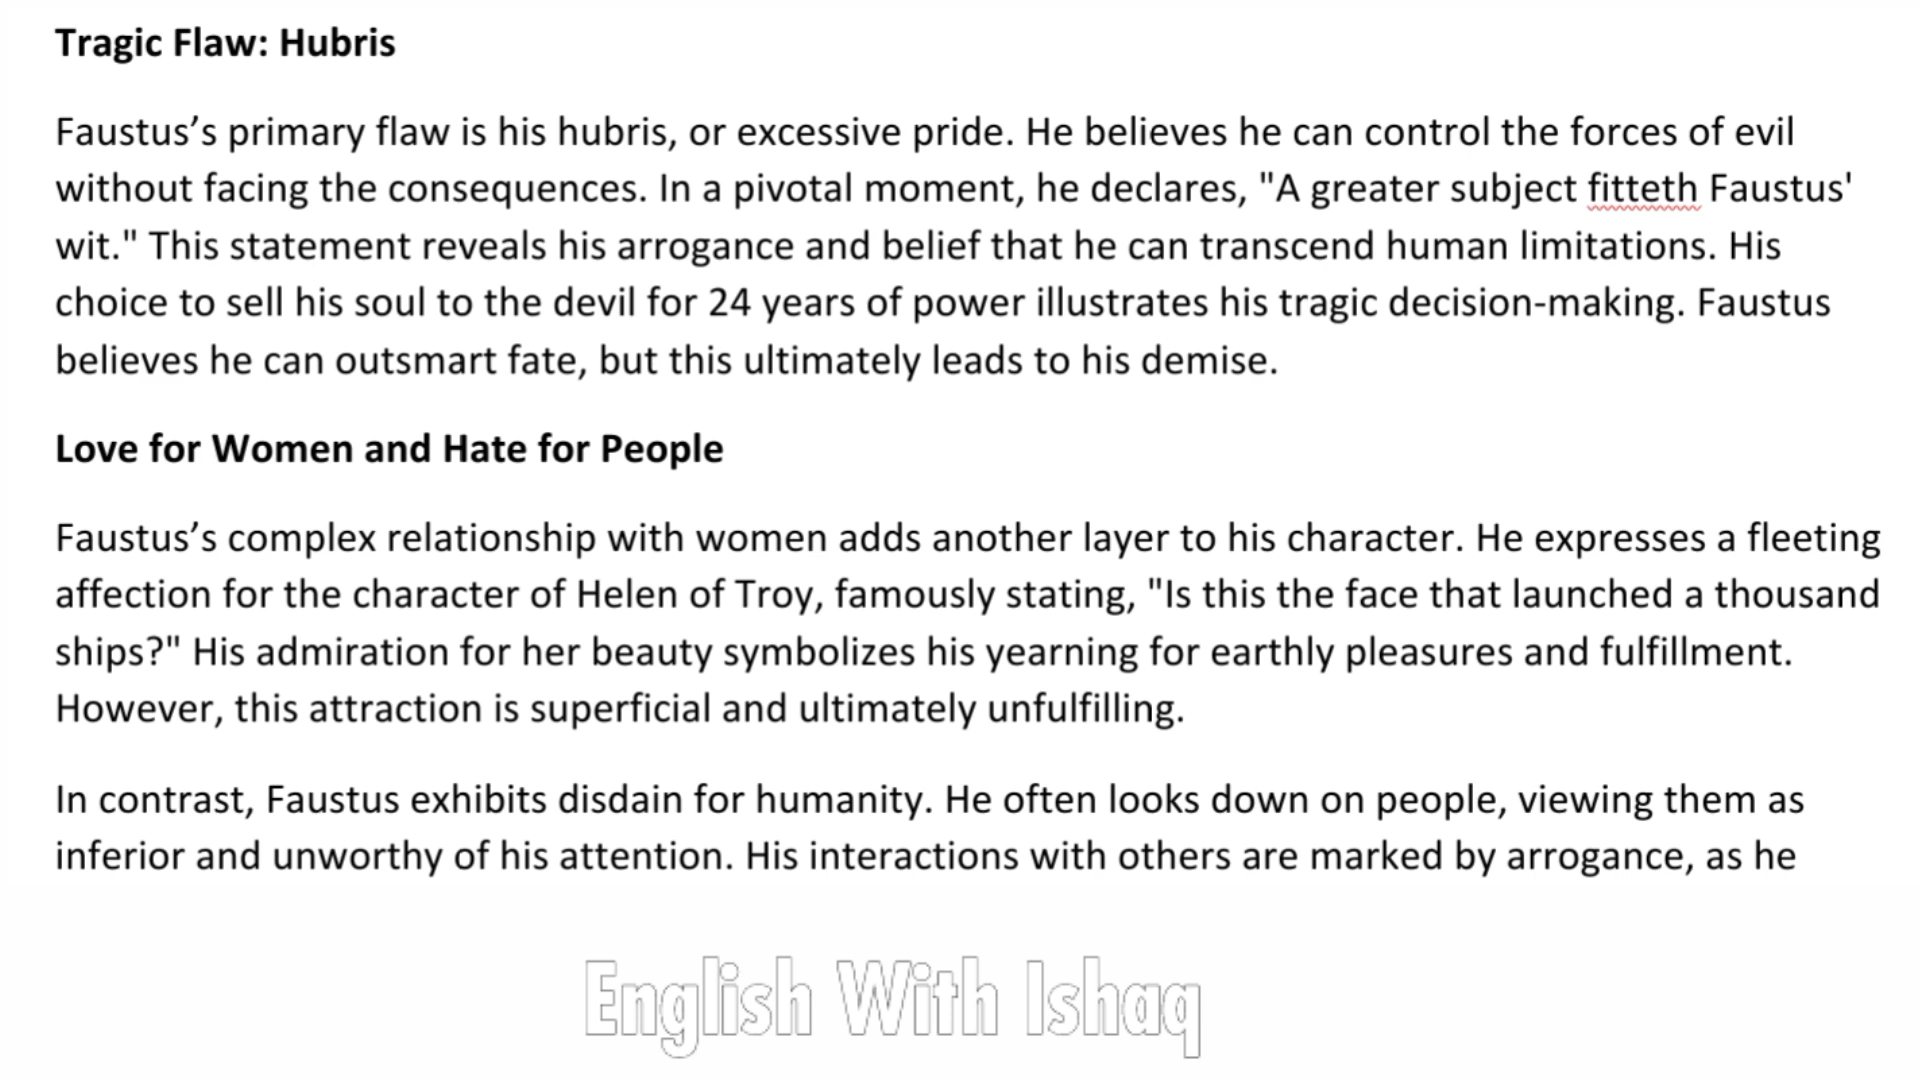 Tragic Flaw: Hubris
Faustus’s primary flaw is his hubris, or excessive pride. He believes he can control the forces of evil
without facing the consequences. In a pivotal moment, he declares, "A greater subject fitteth Faustus'
wit." This statement reveals his arrogance and belief that he can transcend human limitations. His
choice to sell his soul to the devil for 24 years of power illustrates his tragic decision-making. Faustus
believes he can outsmart fate, but this ultimately leads to his demise.
Love for Women and Hate for People
Faustus’s complex relationship with women adds another layer to his character. He expresses a fleeting
affection for the character of Helen of Troy, famously stating, "Is this the face that launched a thousand
ships?" His admiration for her beauty symbolizes his yearning for earthly pleasures and fulfillment.
However, this attraction is superficial and ultimately unfulfilling.
In contrast, Faustus exhibits disdain for humanity. He often looks down on people, viewing them as
inferior and unworthy of his attention. His interactions with others are marked by arrogance, as he
English With Ishaq